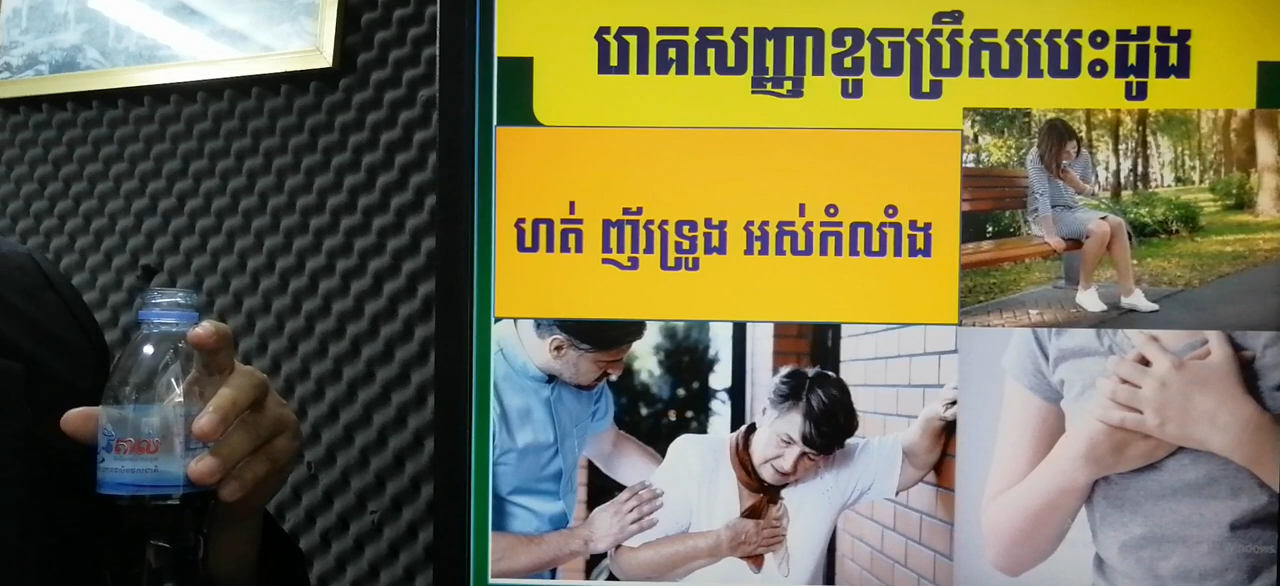 រោគសញ្ញាខូចប្រឹសបេះដូង
ហត់ ញ័រទ្រូង អស់កំលាំង